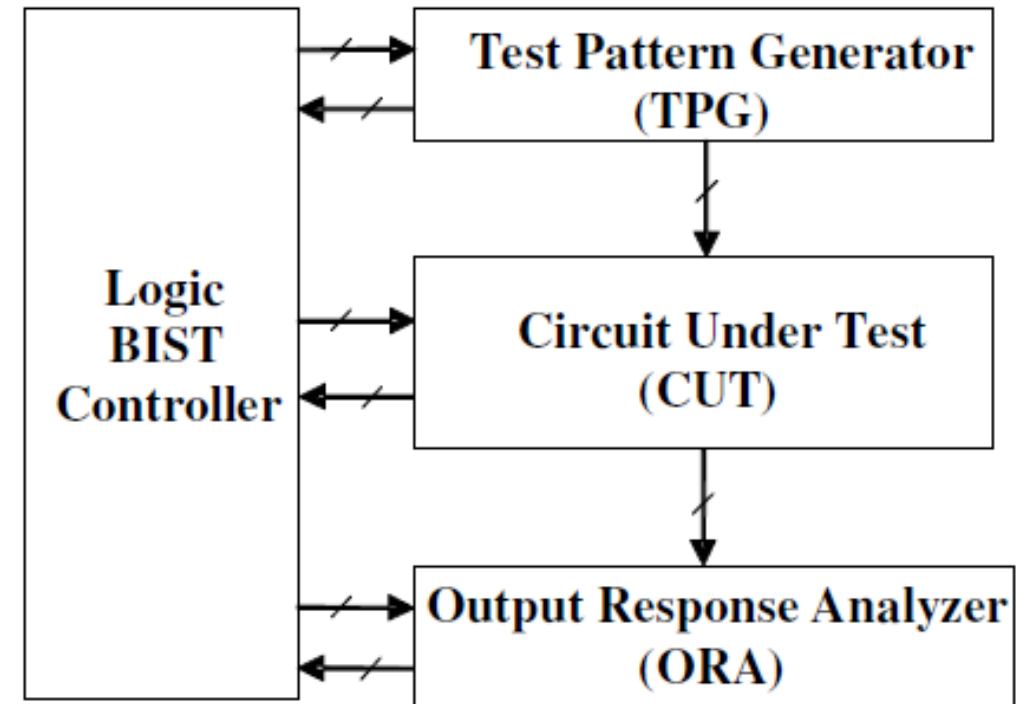 Logic
BIST
Controller
Test Pattern Generator
(TPG)
Circuit Under Test
(CUT)
Output Response Analyzer
(ORA)